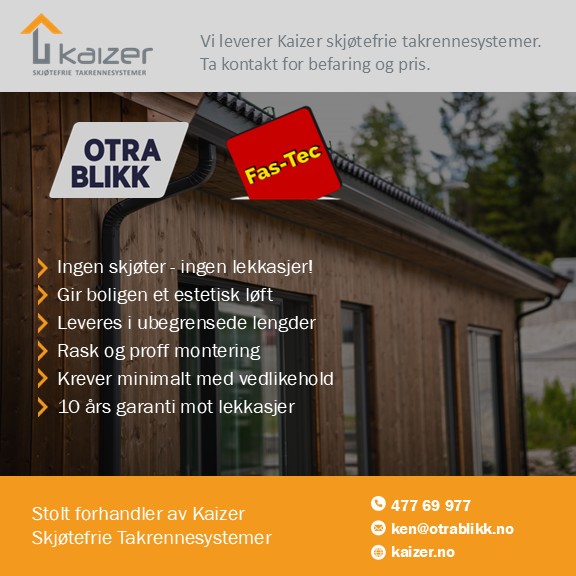 kaizer
SKJØTEFRIE TAKRENNESYSTEMER
Vi leverer Kaizer skjøtefrie takrennesystemer.
Ta kontakt for befaring og pris.
OTRA
BLIKK
Fas-Tec
Ingen skjøter - ingen lekkasjer!
Gir boligen et estetisk løft
Leveres i ubegrensede lengder
Rask og proff montering
Krever minimalt med vedlikehold
10 års garanti mot lekkasjer
Stolt forhandler av Kaizer
Skjøtefrie Takrennesystemer
477 69 977
ken@otrablikk.no
kaizer.no